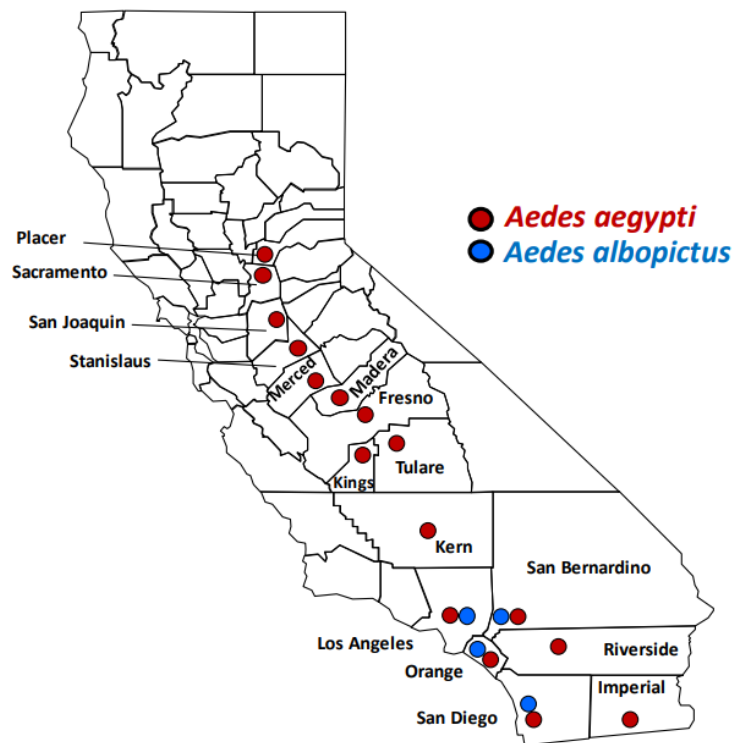 Aedes aegypti
Aedes albopictus
Placer
Sacramento
San Joaquin
Stanislaus
Merced
Madera
Fresno
Tulare
Kings
Kern
San Bernardino
Los Angeles
Orange
Riverside
Imperial
San Diego